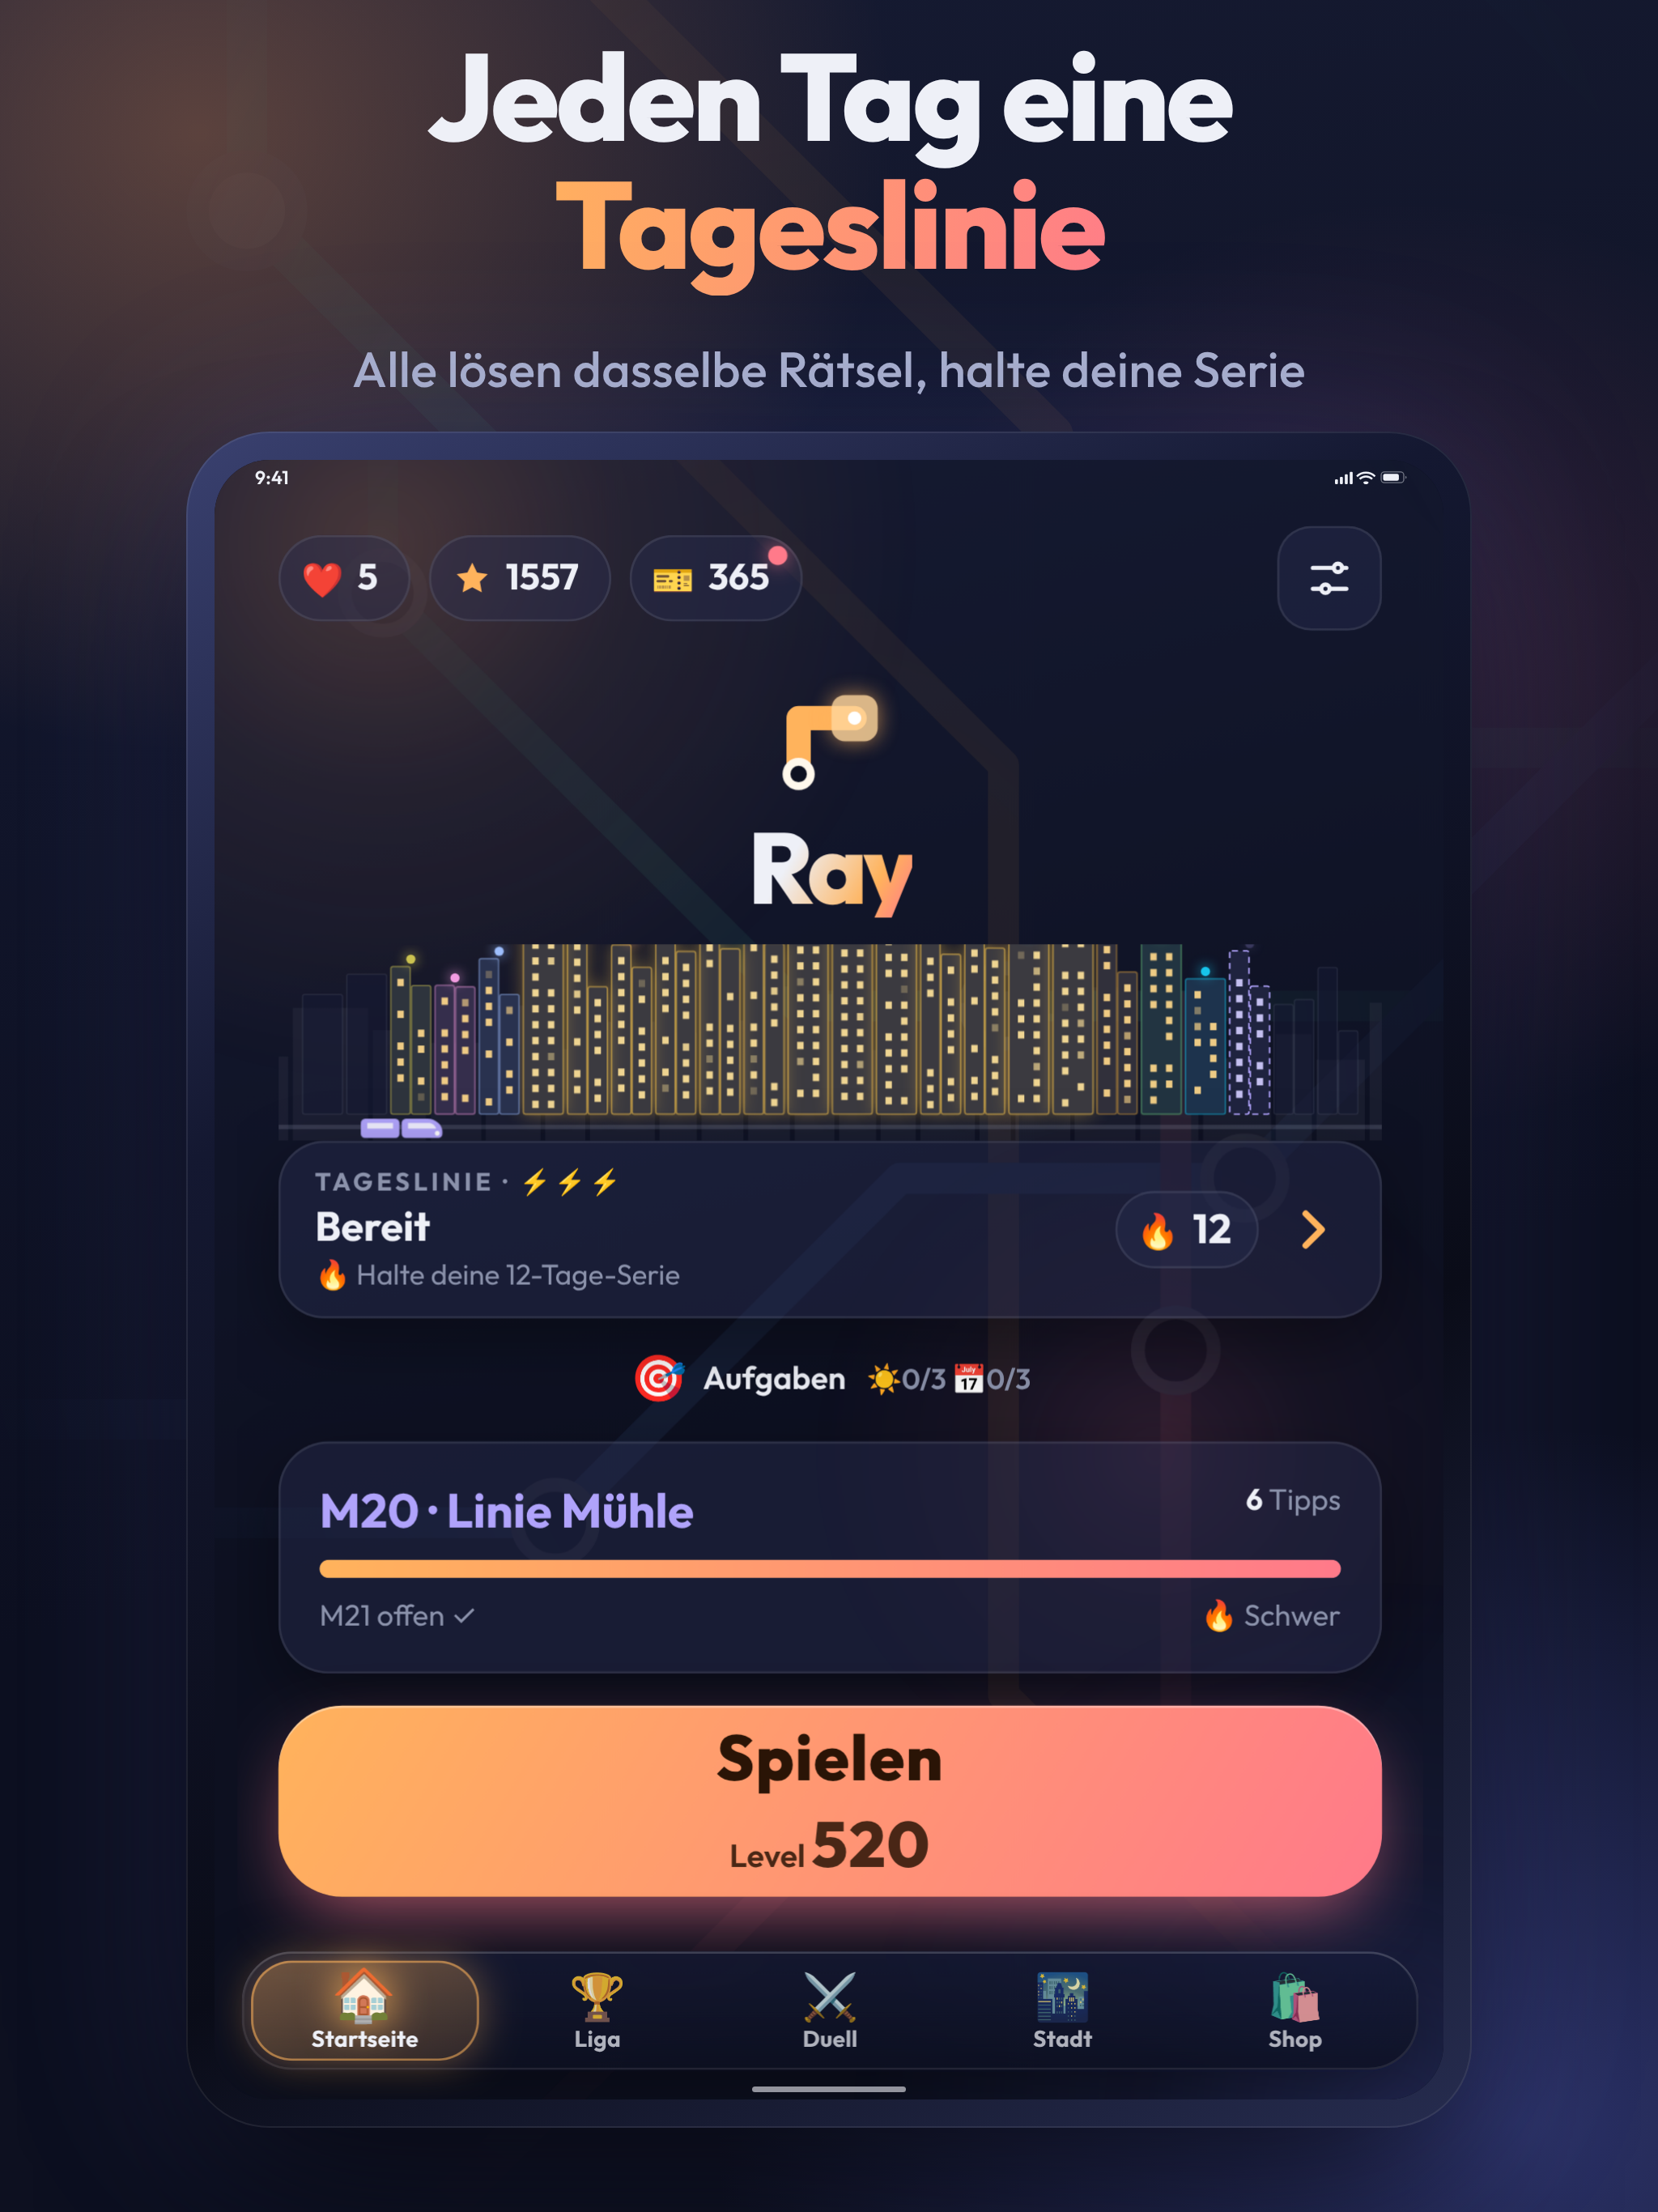 Jeden Tag eine
Tageslinie
Alle lösen dasselbe Rätsel, halte deine Serie
9:41
5
1557
365
Ray
TAGESLINIE · ⚡⚡⚡
Bereit
🔥 Halte deine 12-Tage-Serie
🔥 12
🎯 Aufgaben ☀️0/3 📅0/3
M20 · Linie Mühle
6 Tipps
M21 offen ✓
🔥 Schwer
Spielen
Level 520
Startseite
Liga
Duell
Stadt
Shop